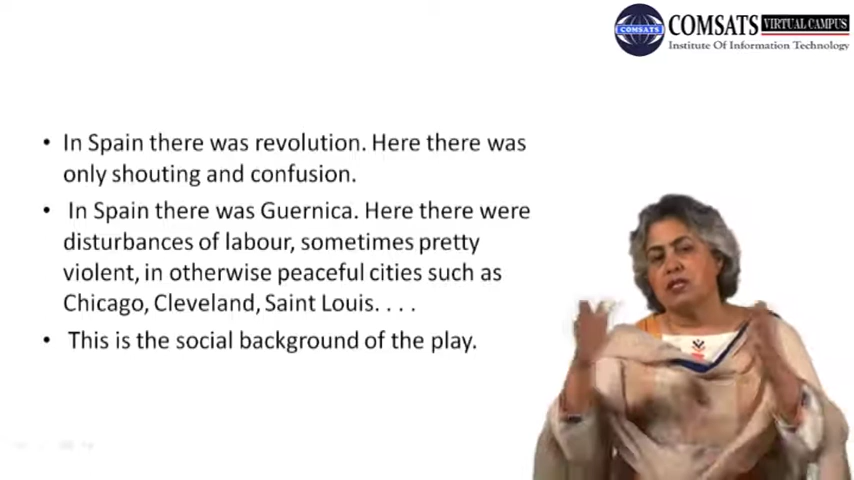 COMSATS VIRTUAL CAMPUS
Institute Of Information Technology
COMSATS
• In Spain there was revolution. Here there was
only shouting and confusion.
• In Spain there was Guernica. Here there were
disturbances of labour, sometimes pretty
violent, in otherwise peaceful cities such as
Chicago, Cleveland, Saint Louis. . . .
• This is the social background of the play.